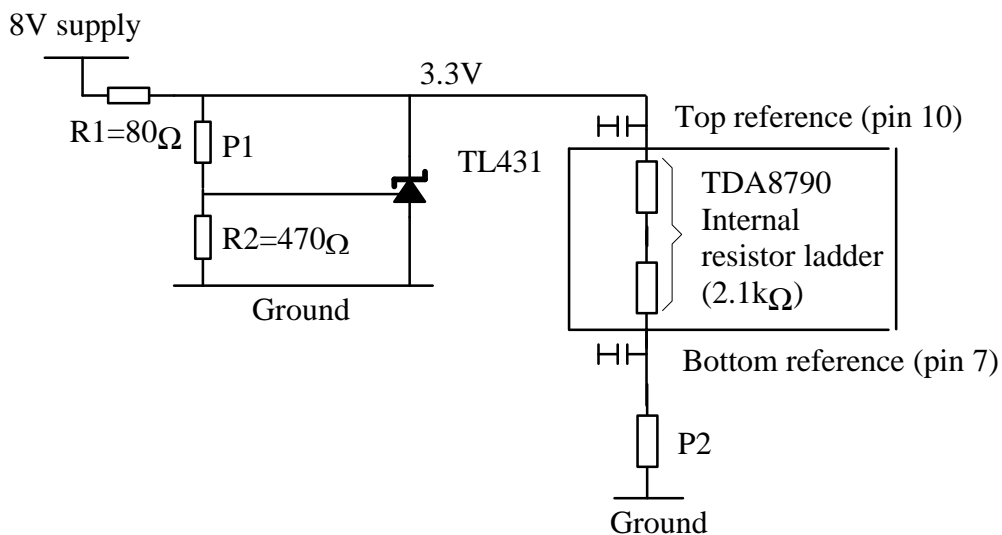 8V supply
3.3V
R1=80Ω
P1
TL431
R2=470Ω
Ground
Top reference (pin 10)
TDA8790
Internal
resistor ladder
(2.1kΩ)
Bottom reference (pin 7)
P2
Ground